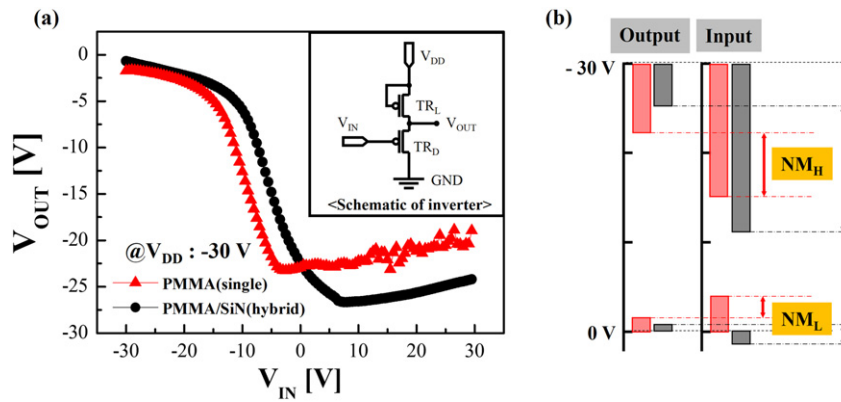 (a)
0
-5
-10
-15
-20
-25
-30
V_OUT [V]
-30 -20 -10 0 10 20 30
V_IN [V]
@V_DD : -30 V
PMMA(single)
PMMA/SiN(hybrid)
V_DD
TR_L
V_IN
V_OUT
TR_D
GND
<Schematic of inverter>
(b)
Output Input
- 30 V
NM_H
NM_L
0 V